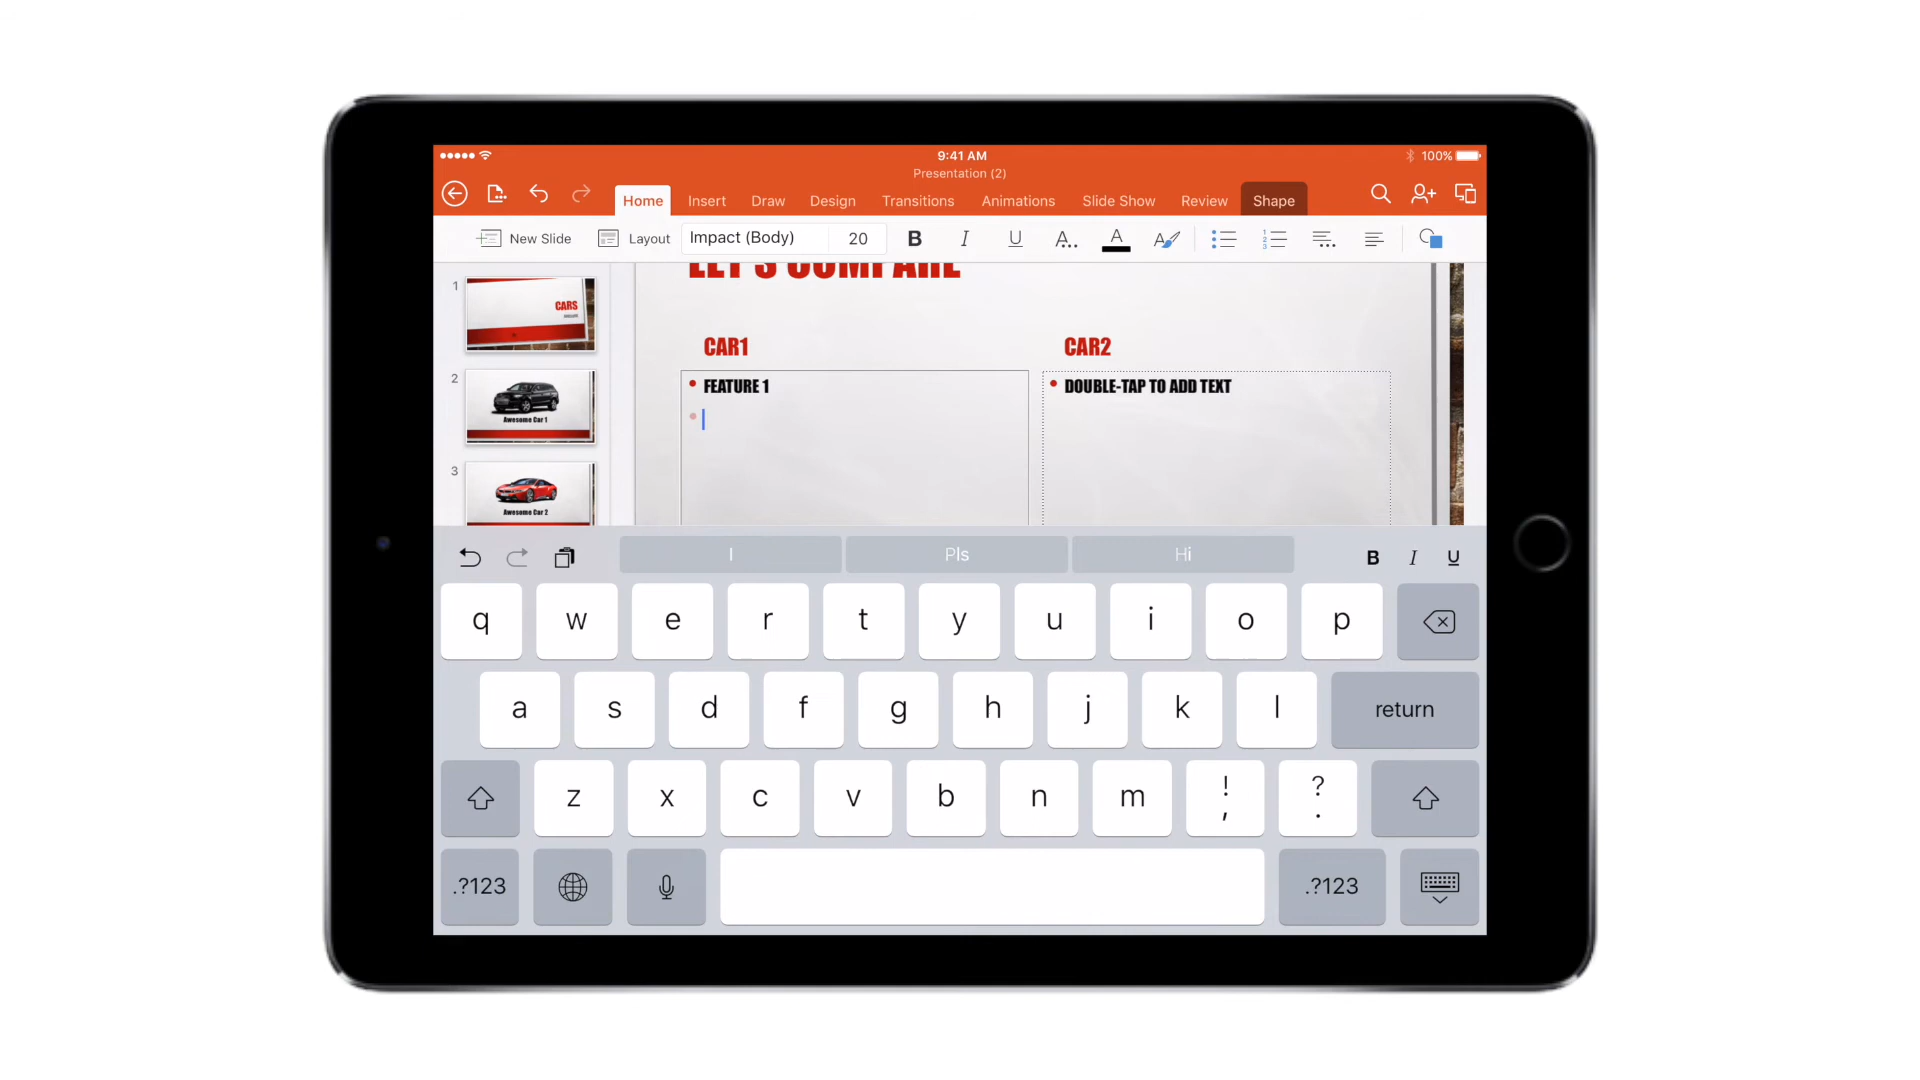 9:41 AM
100%
Presentation (2)
Home Insert Draw Design Transitions Animations Slide Show Review Shape
New Slide Layout Impact (Body) 20 B I U A.. A A
LET'S COMPARE
1
CARS
CAR1 CAR2
2
FEATURE 1
DOUBLE-TAP TO ADD TEXT
Awesome Car 1
3
Awesome Car 2
I Pls Hi B I U
q w e r t y u i o p
a s d f g h j k l return
z x c v b n m ! , ? .
.?123 .?123